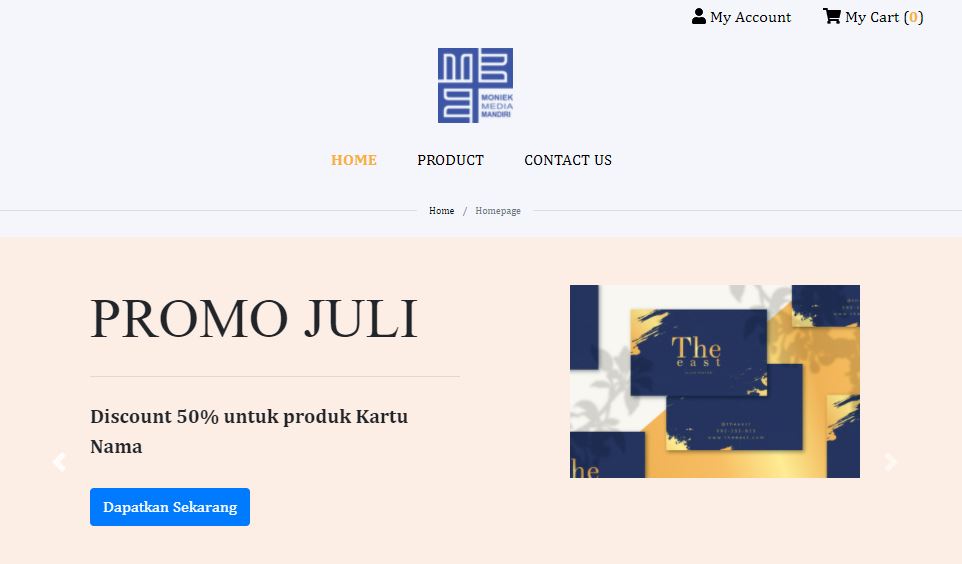 My Account
My Cart (0)
MONIEK
MEDIA
MANDIRI
HOME
PRODUCT
CONTACT US
Home / Homepage
PROMO JULI
Discount 50% untuk produk Kartu
Nama
Dapatkan Sekarang
The
east
he